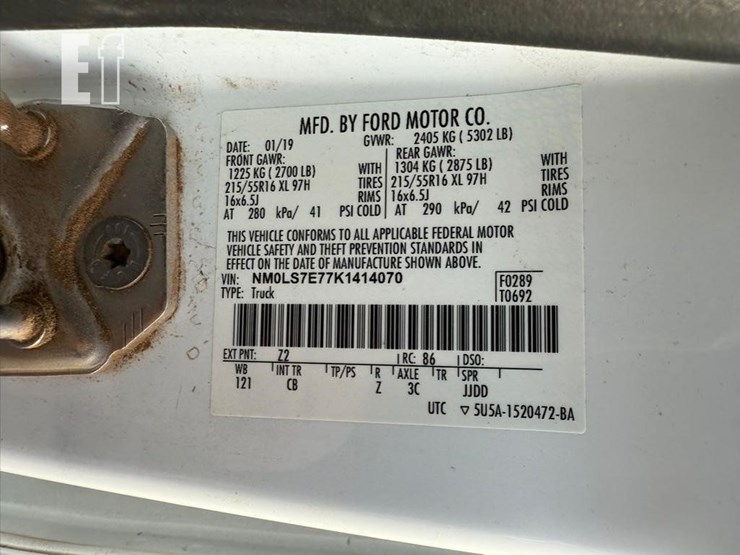 Ef
MFD. BY FORD MOTOR CO.
DATE: 01/19 GVWR: 2405 KG ( 5302 LB)
FRONT GAWR: REAR GAWR:
1225 KG ( 2700 LB) WITH 1304 KG ( 2875 LB) WITH
215/55R16 XL 97H TIRES 215/55R16 XL 97H TIRES
16x6.5J RIMS 16x6.5J RIMS
AT 280 kPa/ 41 PSI COLD AT 290 kPa/ 42 PSI COLD
THIS VEHICLE CONFORMS TO ALL APPLICABLE FEDERAL MOTOR
VEHICLE SAFETY AND THEFT PREVENTION STANDARDS IN
EFFECT ON THE DATE OF MANUFACTURE SHOWN ABOVE.
VIN: NM0LS7E77K1414070 F0289
TYPE: Truck T0692
EXT PNT: Z2 RC: 86 DSO:
WB INT TR TP/PS R AXLE TR SPR
121 CB Z 3C JJDD
UTC ▽ 5U5A-1520472-BA